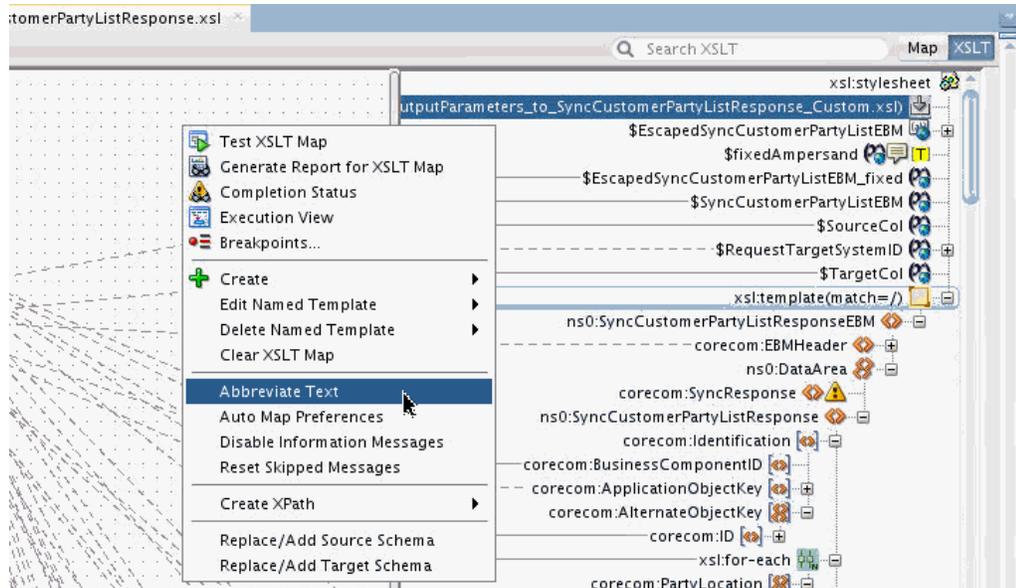 tomerPartyListResponse.xsl
Search XSLT
Map XSLT
xsl:stylesheet
utputParameters_to_SyncCustomerPartyListResponse_Custom.xsl)
$EscapedSyncCustomerPartyListEBM
$fixedAmpersand T
$EscapedSyncCustomerPartyListEBM_fixed
$SyncCustomerPartyListEBM
$SourceCol
$RequestTargetSystemID
$TargetCol
xsl:template(match=/)
ns0:SyncCustomerPartyListResponseEBM
corecom:EBMHeader
ns0:DataArea
corecom:SyncResponse
ns0:SyncCustomerPartyListResponse
corecom:Identification
corecom:BusinessComponentID
corecom:ApplicationObjectKey
corecom:AlternateObjectKey
corecom:ID
xsl:for-each
corecom:PartyLocation
Test XSLT Map
Generate Report for XSLT Map
Completion Status
Execution View
Breakpoints...
Create
Edit Named Template
Delete Named Template
Clear XSLT Map
Abbreviate Text
Auto Map Preferences
Disable Information Messages
Reset Skipped Messages
Create XPath
Replace/Add Source Schema
Replace/Add Target Schema